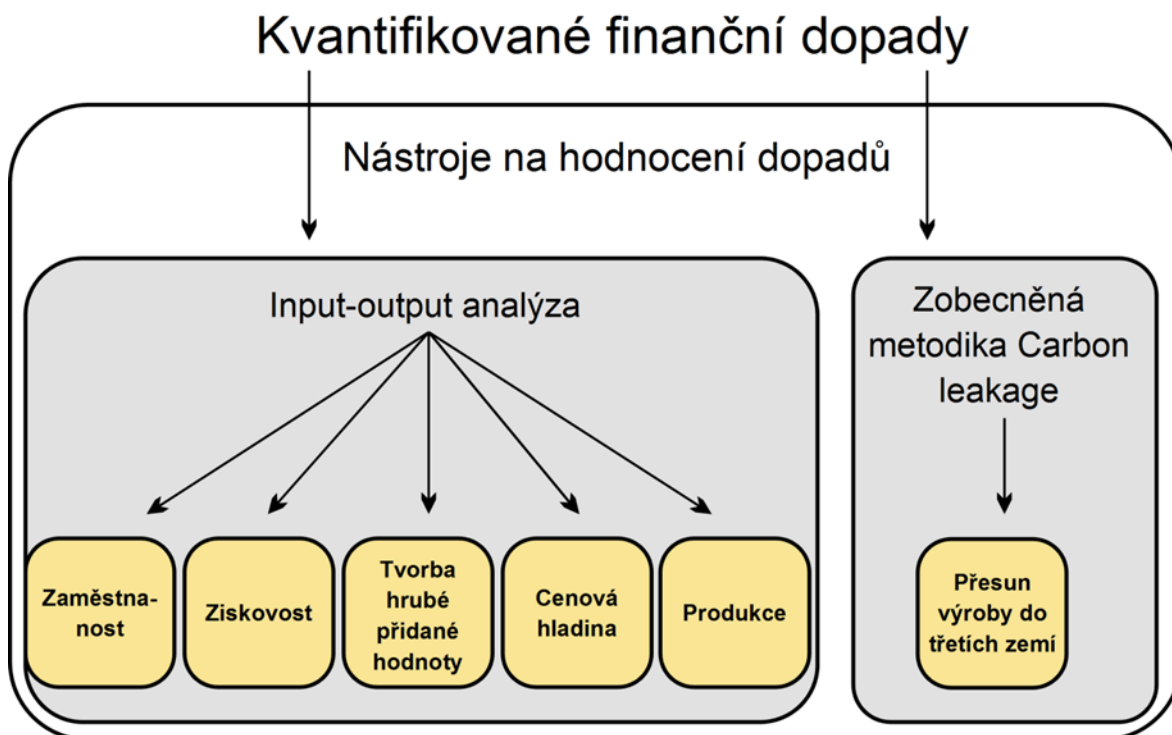 Kvantifikované finanční dopady
Nástroje na hodnocení dopadů
Input-output analýza
Zaměstna-
nost
Ziskovost
Tvorba
hrubé
přidané
hodnoty
Cenová
hladina
Produkce
Zobecněná
metodika Carbon
leakage
Přesun
výroby do
třetích zemí